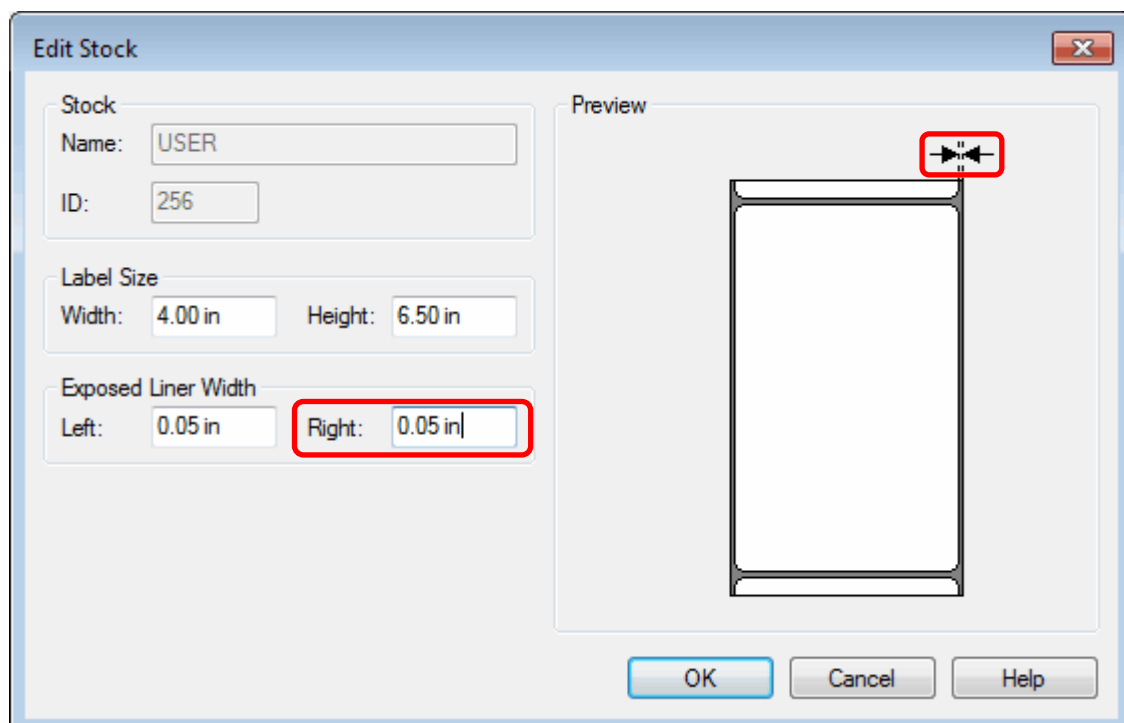 Edit Stock
Stock
Name: USER
ID: 256
Label Size
Width: 4.00 in Height: 6.50 in
Exposed Liner Width
Left: 0.05 in Right: 0.05 in
Preview
OK Cancel Help